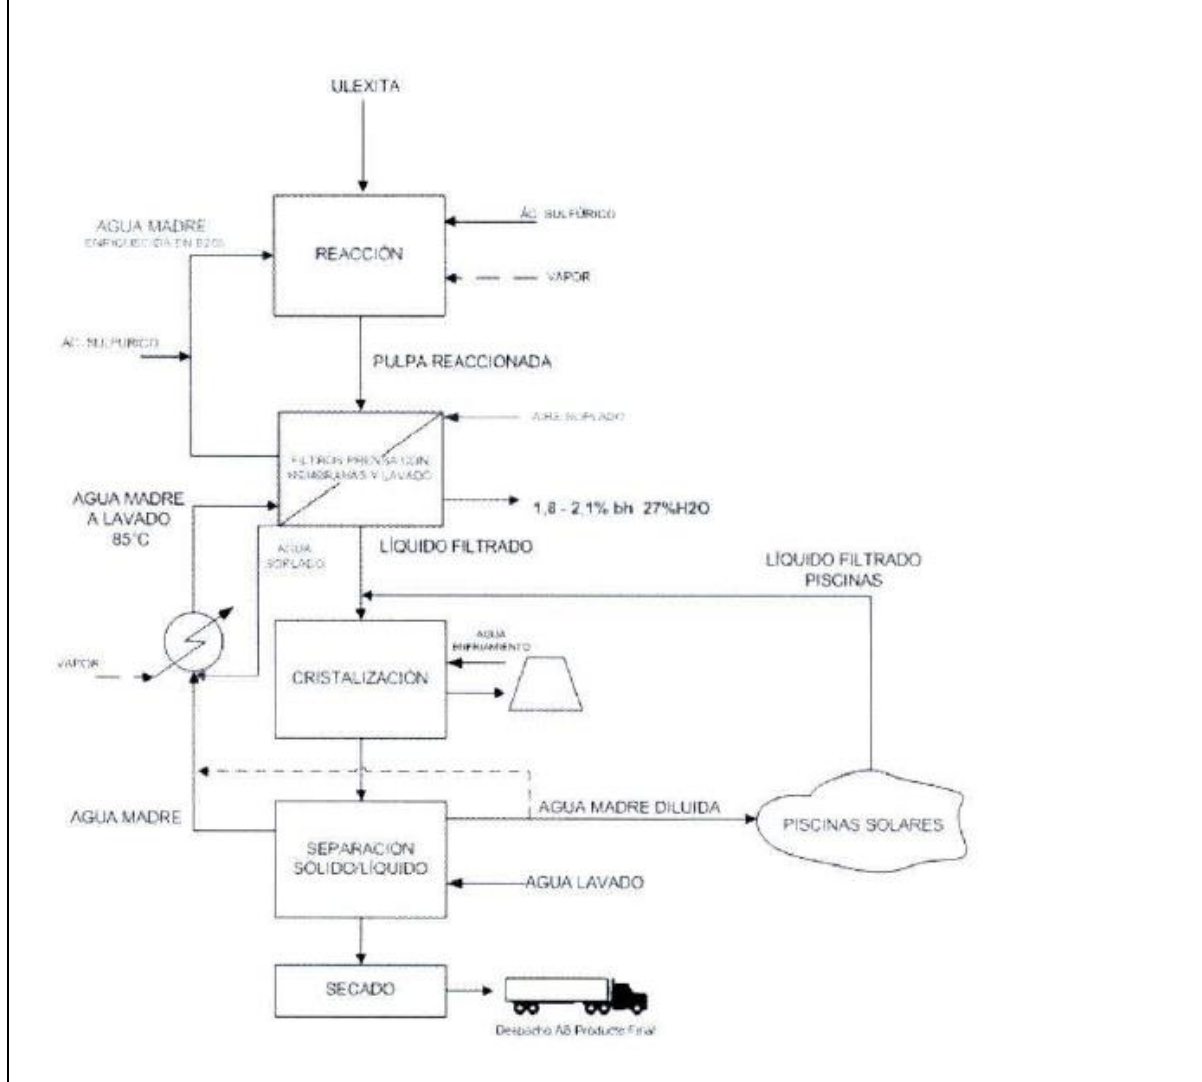 ULEXITA
AGUA MADRE
ENRIQUECIDA EN B2O3
ÁC. SULFÚRICO
REACCIÓN
VAPOR
ÁC. SULFÚRICO
PULPA REACCIONADA
AIRE SOPLADO
FILTROS PRENSA CON
MEMBRANAS Y LAVADO
AGUA MADRE
A LAVADO
85°C
1,8 - 2,1% bh 27%H2O
AGUA
SOPLADO
LÍQUIDO FILTRADO
LÍQUIDO FILTRADO
PISCINAS
AGUA
ENFRIAMIENTO
VAPOR
CRISTALIZACIÓN
AGUA MADRE
AGUA MADRE DILUIDA
PISCINAS SOLARES
SEPARACIÓN
SÓLIDO/LÍQUIDO
AGUA LAVADO
SECADO
Despacho AB Producto Final